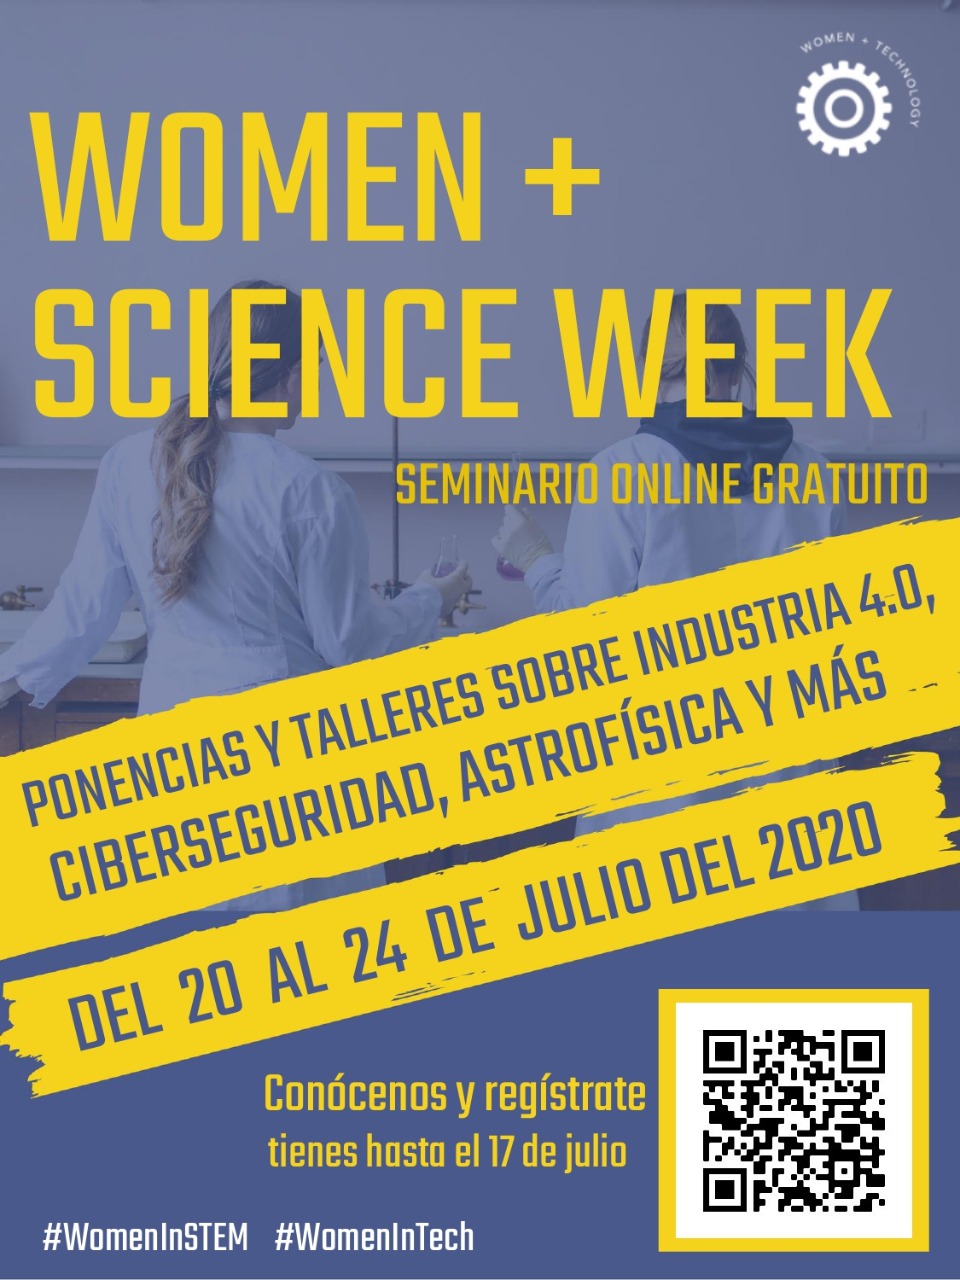 WOMEN + TECHNOLOGY
WOMEN +
SCIENCE WEEK
SEMINARIO ONLINE GRATUITO
PONENCIAS Y TALLERES SOBRE INDUSTRIA 4.0,
CIBERSEGURIDAD, ASTROFÍSICA Y MÁS
DEL 20 AL 24 DE JULIO DEL 2020
Conócenos y regístrate
tienes hasta el 17 de julio
#WomenInSTEM #WomenInTech